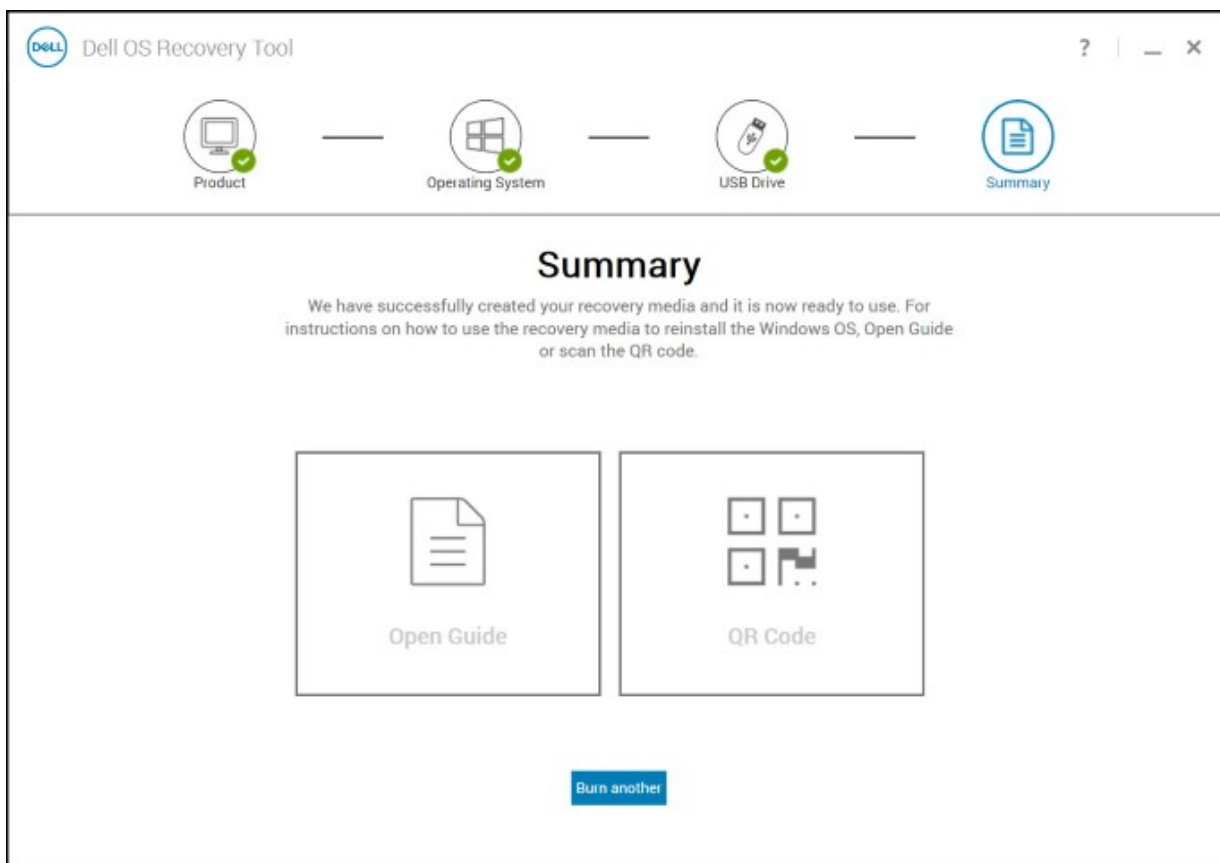 DELL Dell OS Recovery Tool ?
Product Operating System USB Drive Summary
Summary
We have successfully created your recovery media and it is now ready to use. For
instructions on how to use the recovery media to reinstall the Windows OS, Open Guide
or scan the QR code.
Open Guide QR Code
Burn another